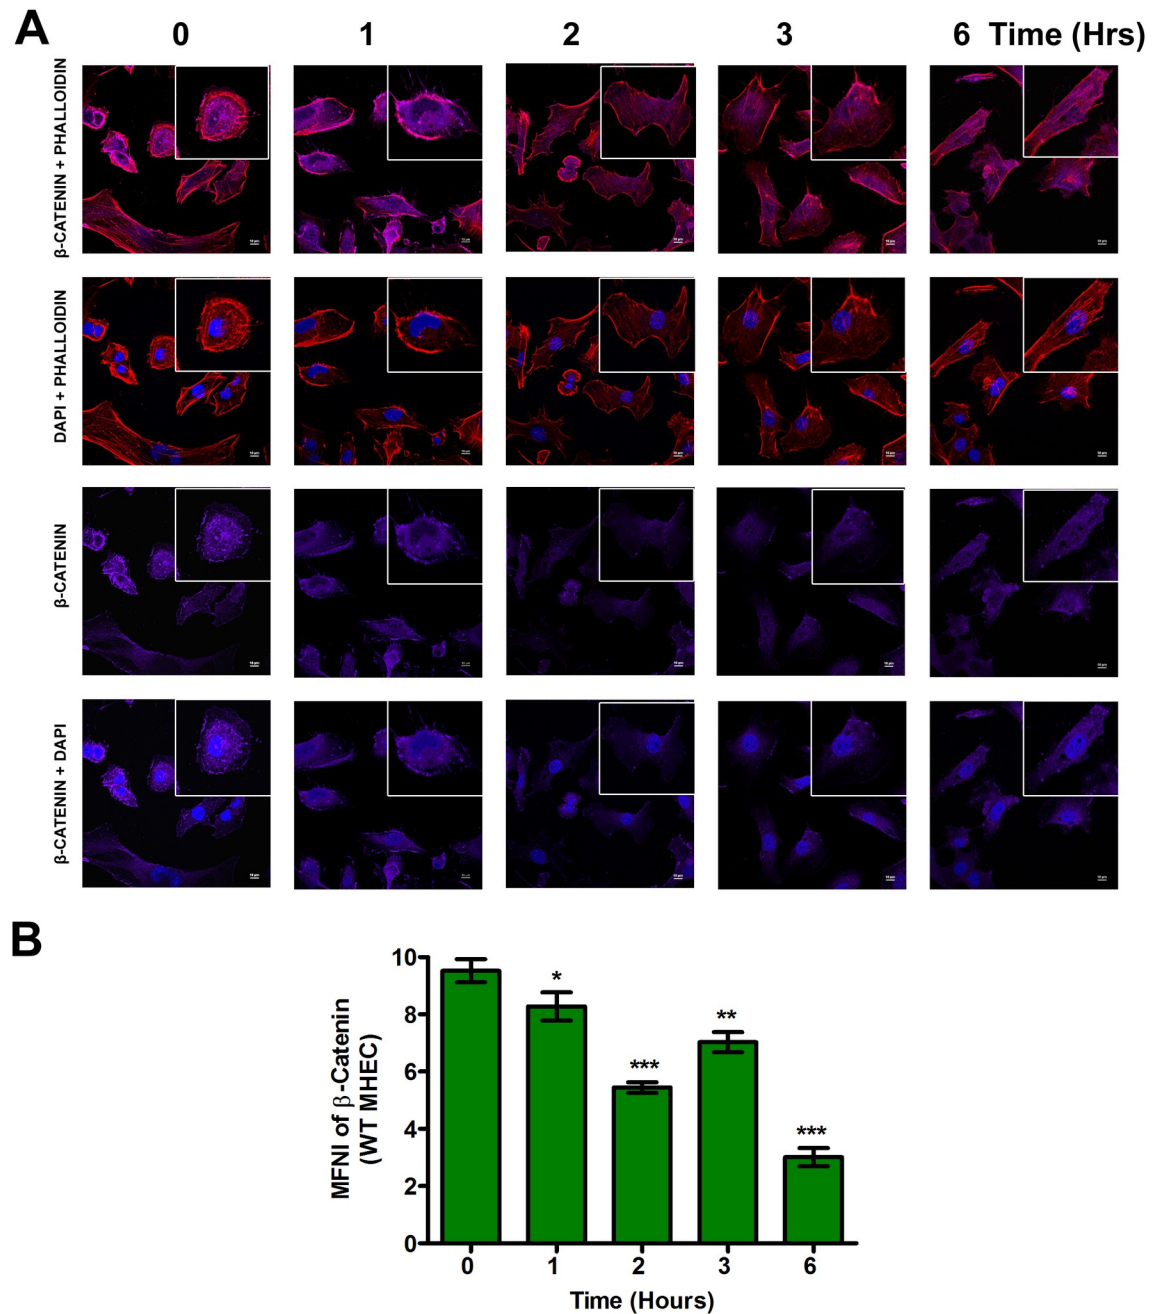 A
0 1 2 3 6 Time (Hrs)
β-CATENIN + PHALLOIDIN
DAPI + PHALLOIDIN
β-CATENIN
β-CATENIN + DAPI
B
MFNI of β-Catenin
(WT MHEC)
10
8
6
4
2
0
*
***
**
***
0 1 2 3 6
Time (Hours)